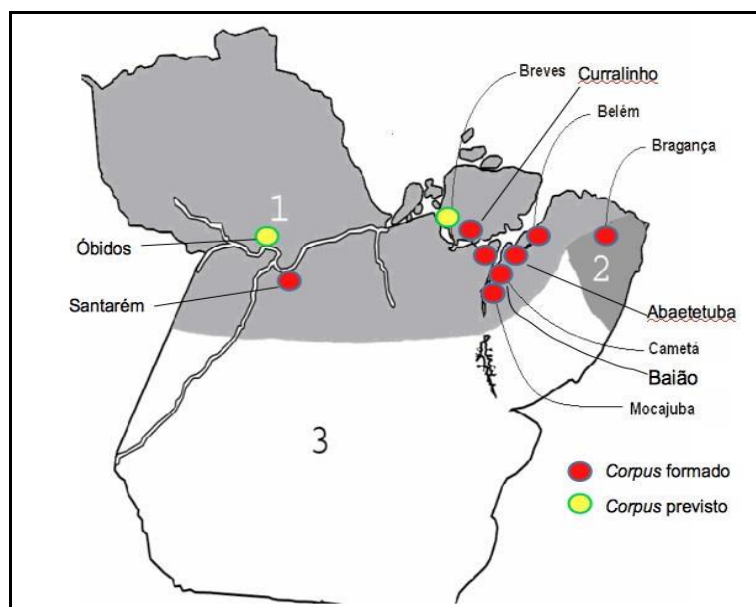 Breves
Curralinho
Belém
Bragança
1
Óbidos
2
Santarém
Abaetetuba
Cametá
Baião
Mocajuba
3
Corpus formado
Corpus previsto